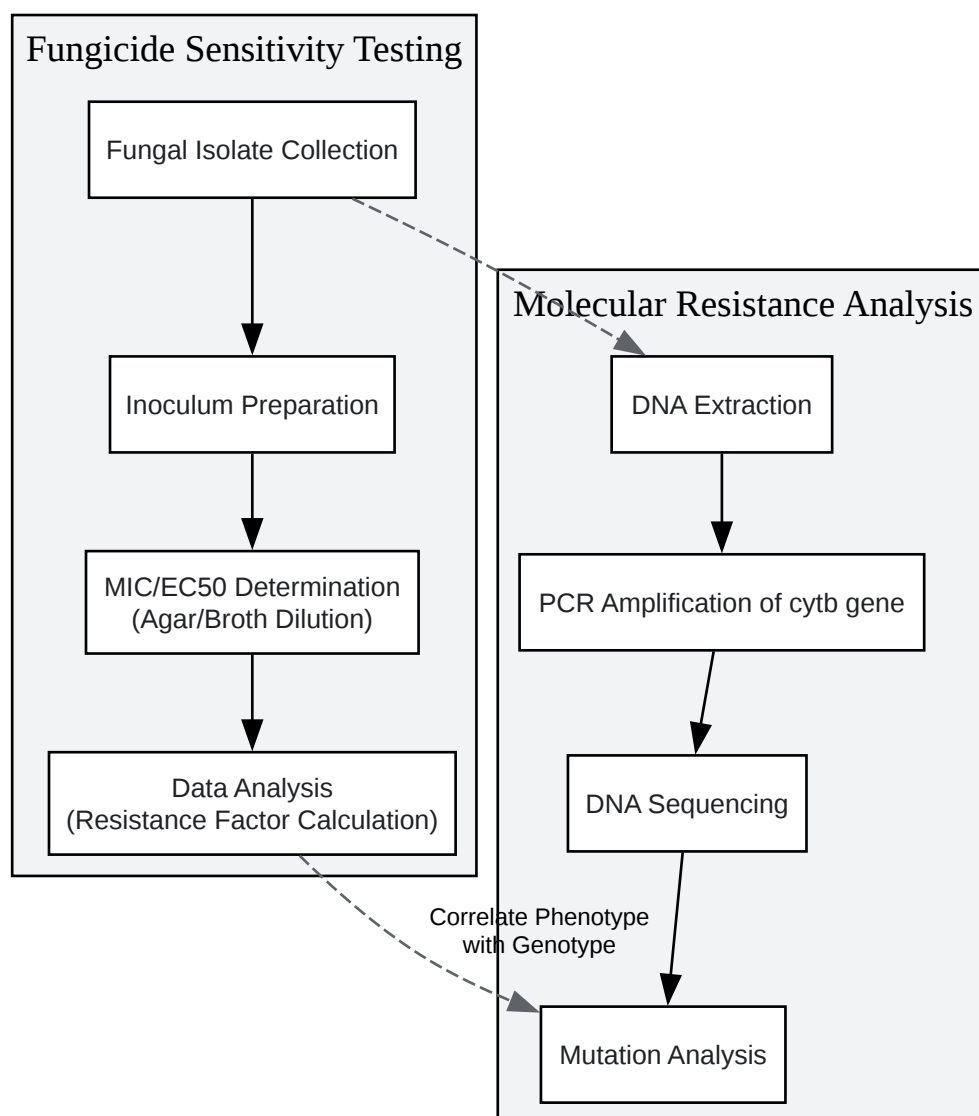 Fungicide Sensitivity Testing
Fungal Isolate Collection
Inoculum Preparation
MIC/EC50 Determination
(Agar/Broth Dilution)
Data Analysis
(Resistance Factor Calculation)
Correlate Phenotype
with Genotype
Molecular Resistance Analysis
DNA Extraction
PCR Amplification of cytb gene
DNA Sequencing
Mutation Analysis